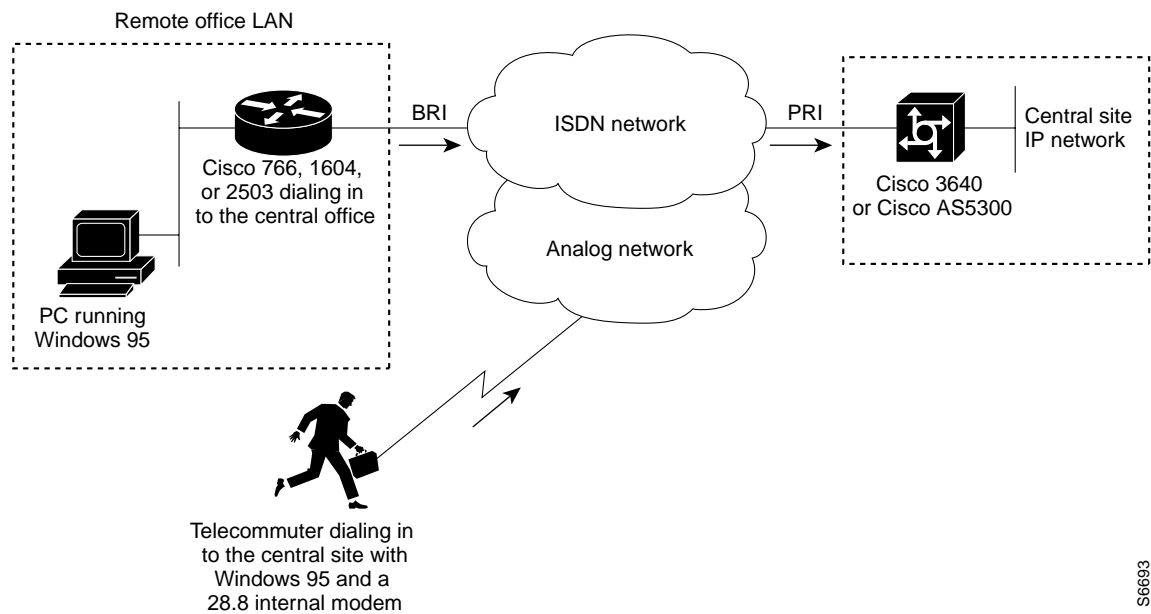 Remote office LAN
BRI
ISDN network
PRI
Central site
IP network
Cisco 766, 1604,
or 2503 dialing in
to the central office
Cisco 3640
or Cisco AS5300
Analog network
PC running
Windows 95
Telecommuter dialing in
to the central site with
Windows 95 and a
28.8 internal modem
S6693